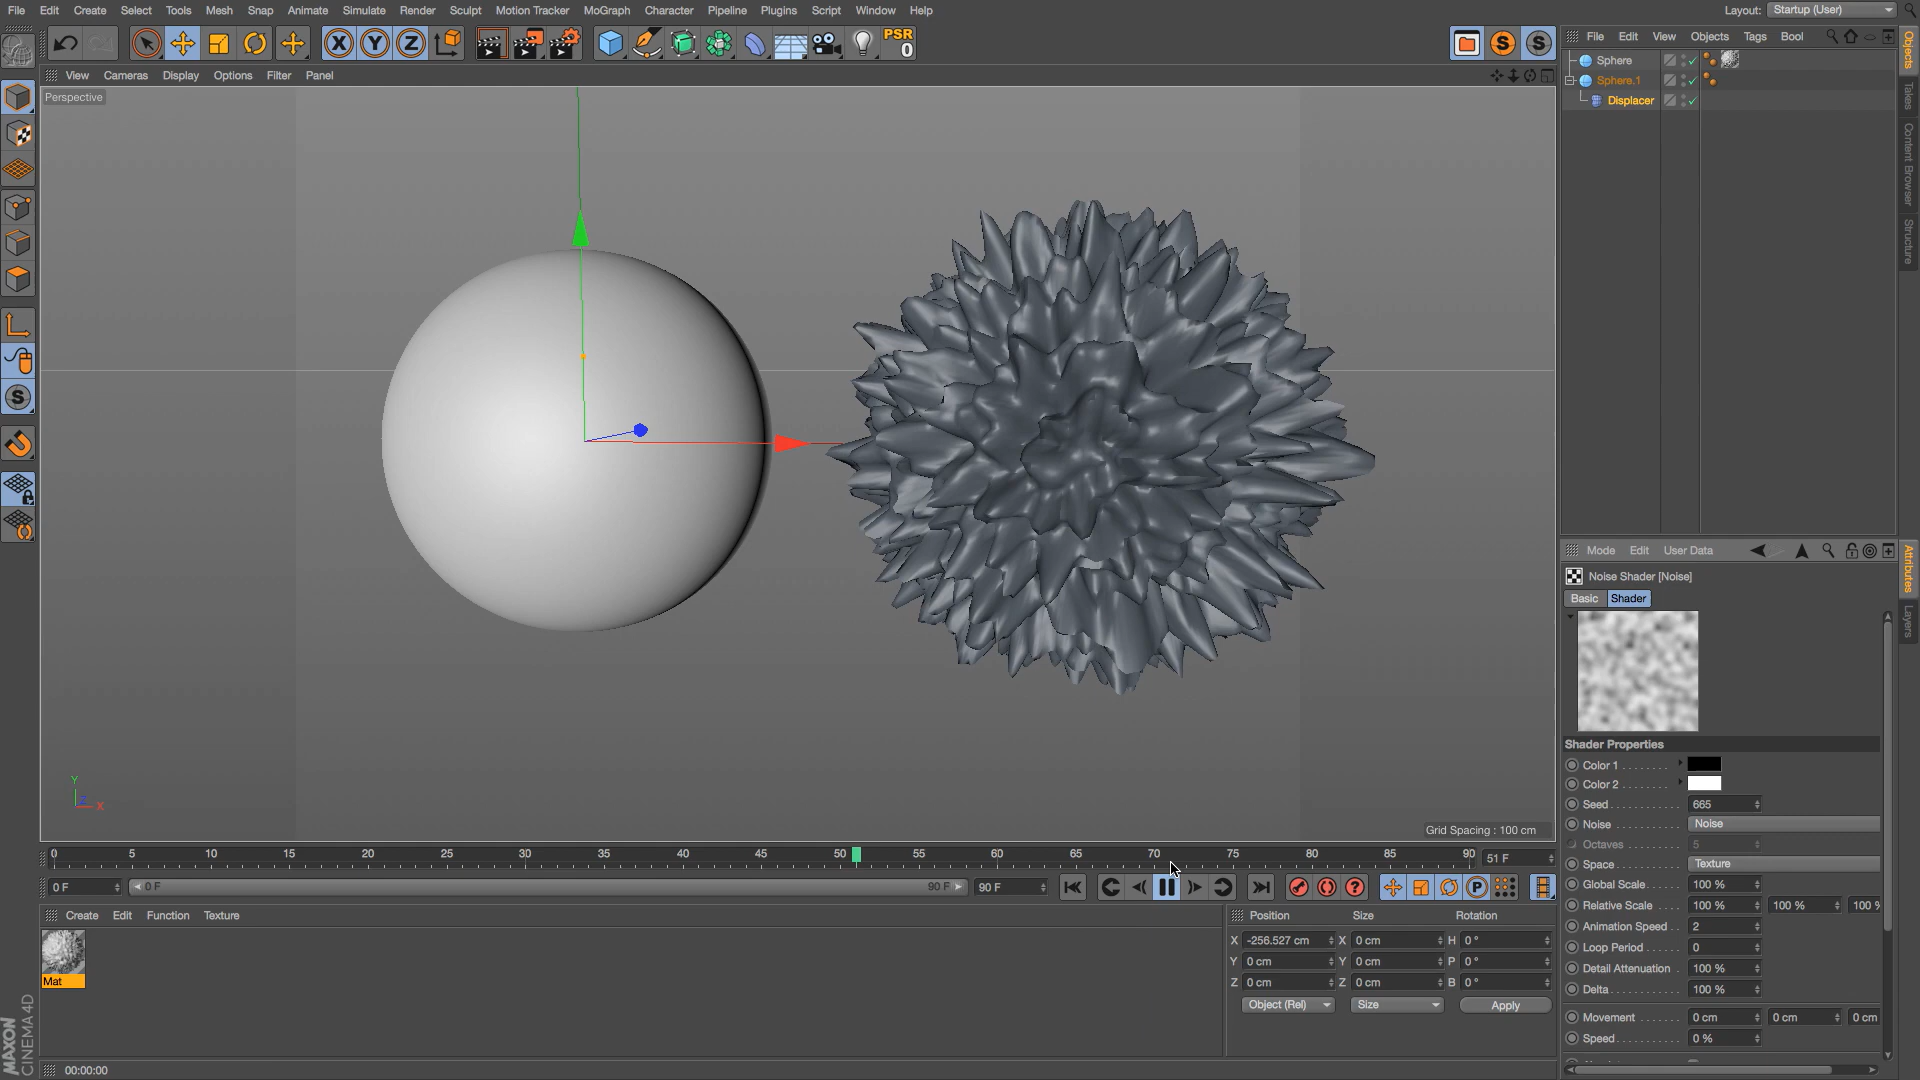 File Edit Create Select Tools Mesh Snap Animate Simulate Render Sculpt Motion Tracker MoGraph Character Pipeline Plugins Script Window Help
Layout: Startup (User)
X Y Z
PSR
0
S S
View Cameras Display Options Filter Panel
Perspective
File Edit View Objects Tags Bool
Sphere
Sphere.1
Displacer
Objects
Takes
Content Browser
Structure
S
Y
Z X
Grid Spacing : 100 cm
Mode Edit User Data
Noise Shader [Noise]
Basic Shader
Attributes
Layers
Shader Properties
Color 1
Color 2
Seed 665
Noise Noise
Octaves 5
Space Texture
Global Scale 100 %
Relative Scale 100 % 100 % 100 %
Animation Speed 2
Loop Period 0
Detail Attenuation 100 %
Delta 100 %
Movement 0 cm 0 cm 0 cm
Speed 0 %
0 5 10 15 20 25 30 35 40 45 50 55 60 65 70 75 80 85 90 51 F
0 F 0 F 90 F 90 F
? P
Create Edit Function Texture
Mat
Position Size Rotation
X -256.527 cm X 0 cm H 0 °
Y 0 cm Y 0 cm P 0 °
Z 0 cm Z 0 cm B 0 °
Object (Rel) Size Apply
MAXON
CINEMA 4D
00:00:00